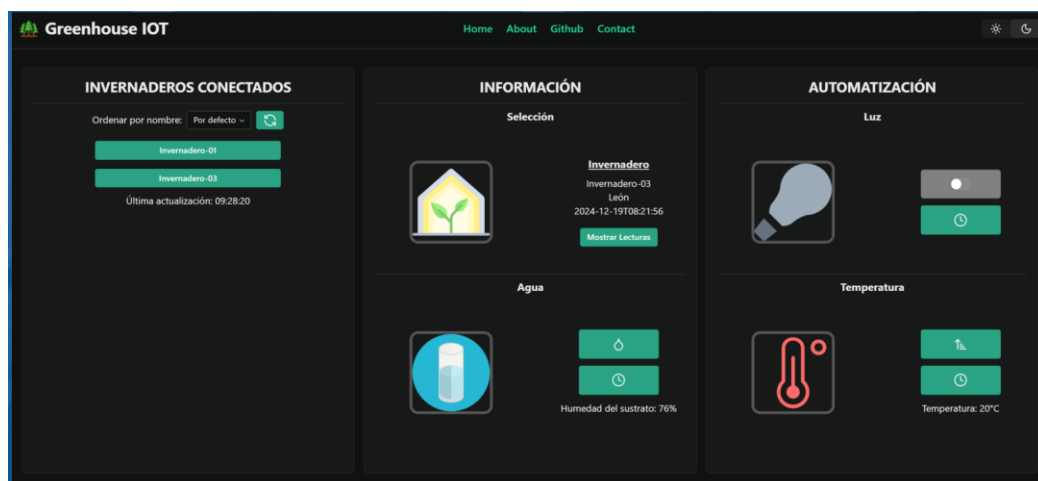 Greenhouse IOT
Home About Github Contact
INVERNADEROS CONECTADOS
Ordenar por nombre: Por defecto
Invernadero-01
Invernadero-03
Última actualización: 09:28:20
INFORMACIÓN
Selección
Invernadero
Invernadero-03
León
2024-12-19T08:21:56
Mostrar Lecturas
Agua
Humedad del sustrato: 76%
AUTOMATIZACIÓN
Luz
Temperatura
Temperatura: 20°C